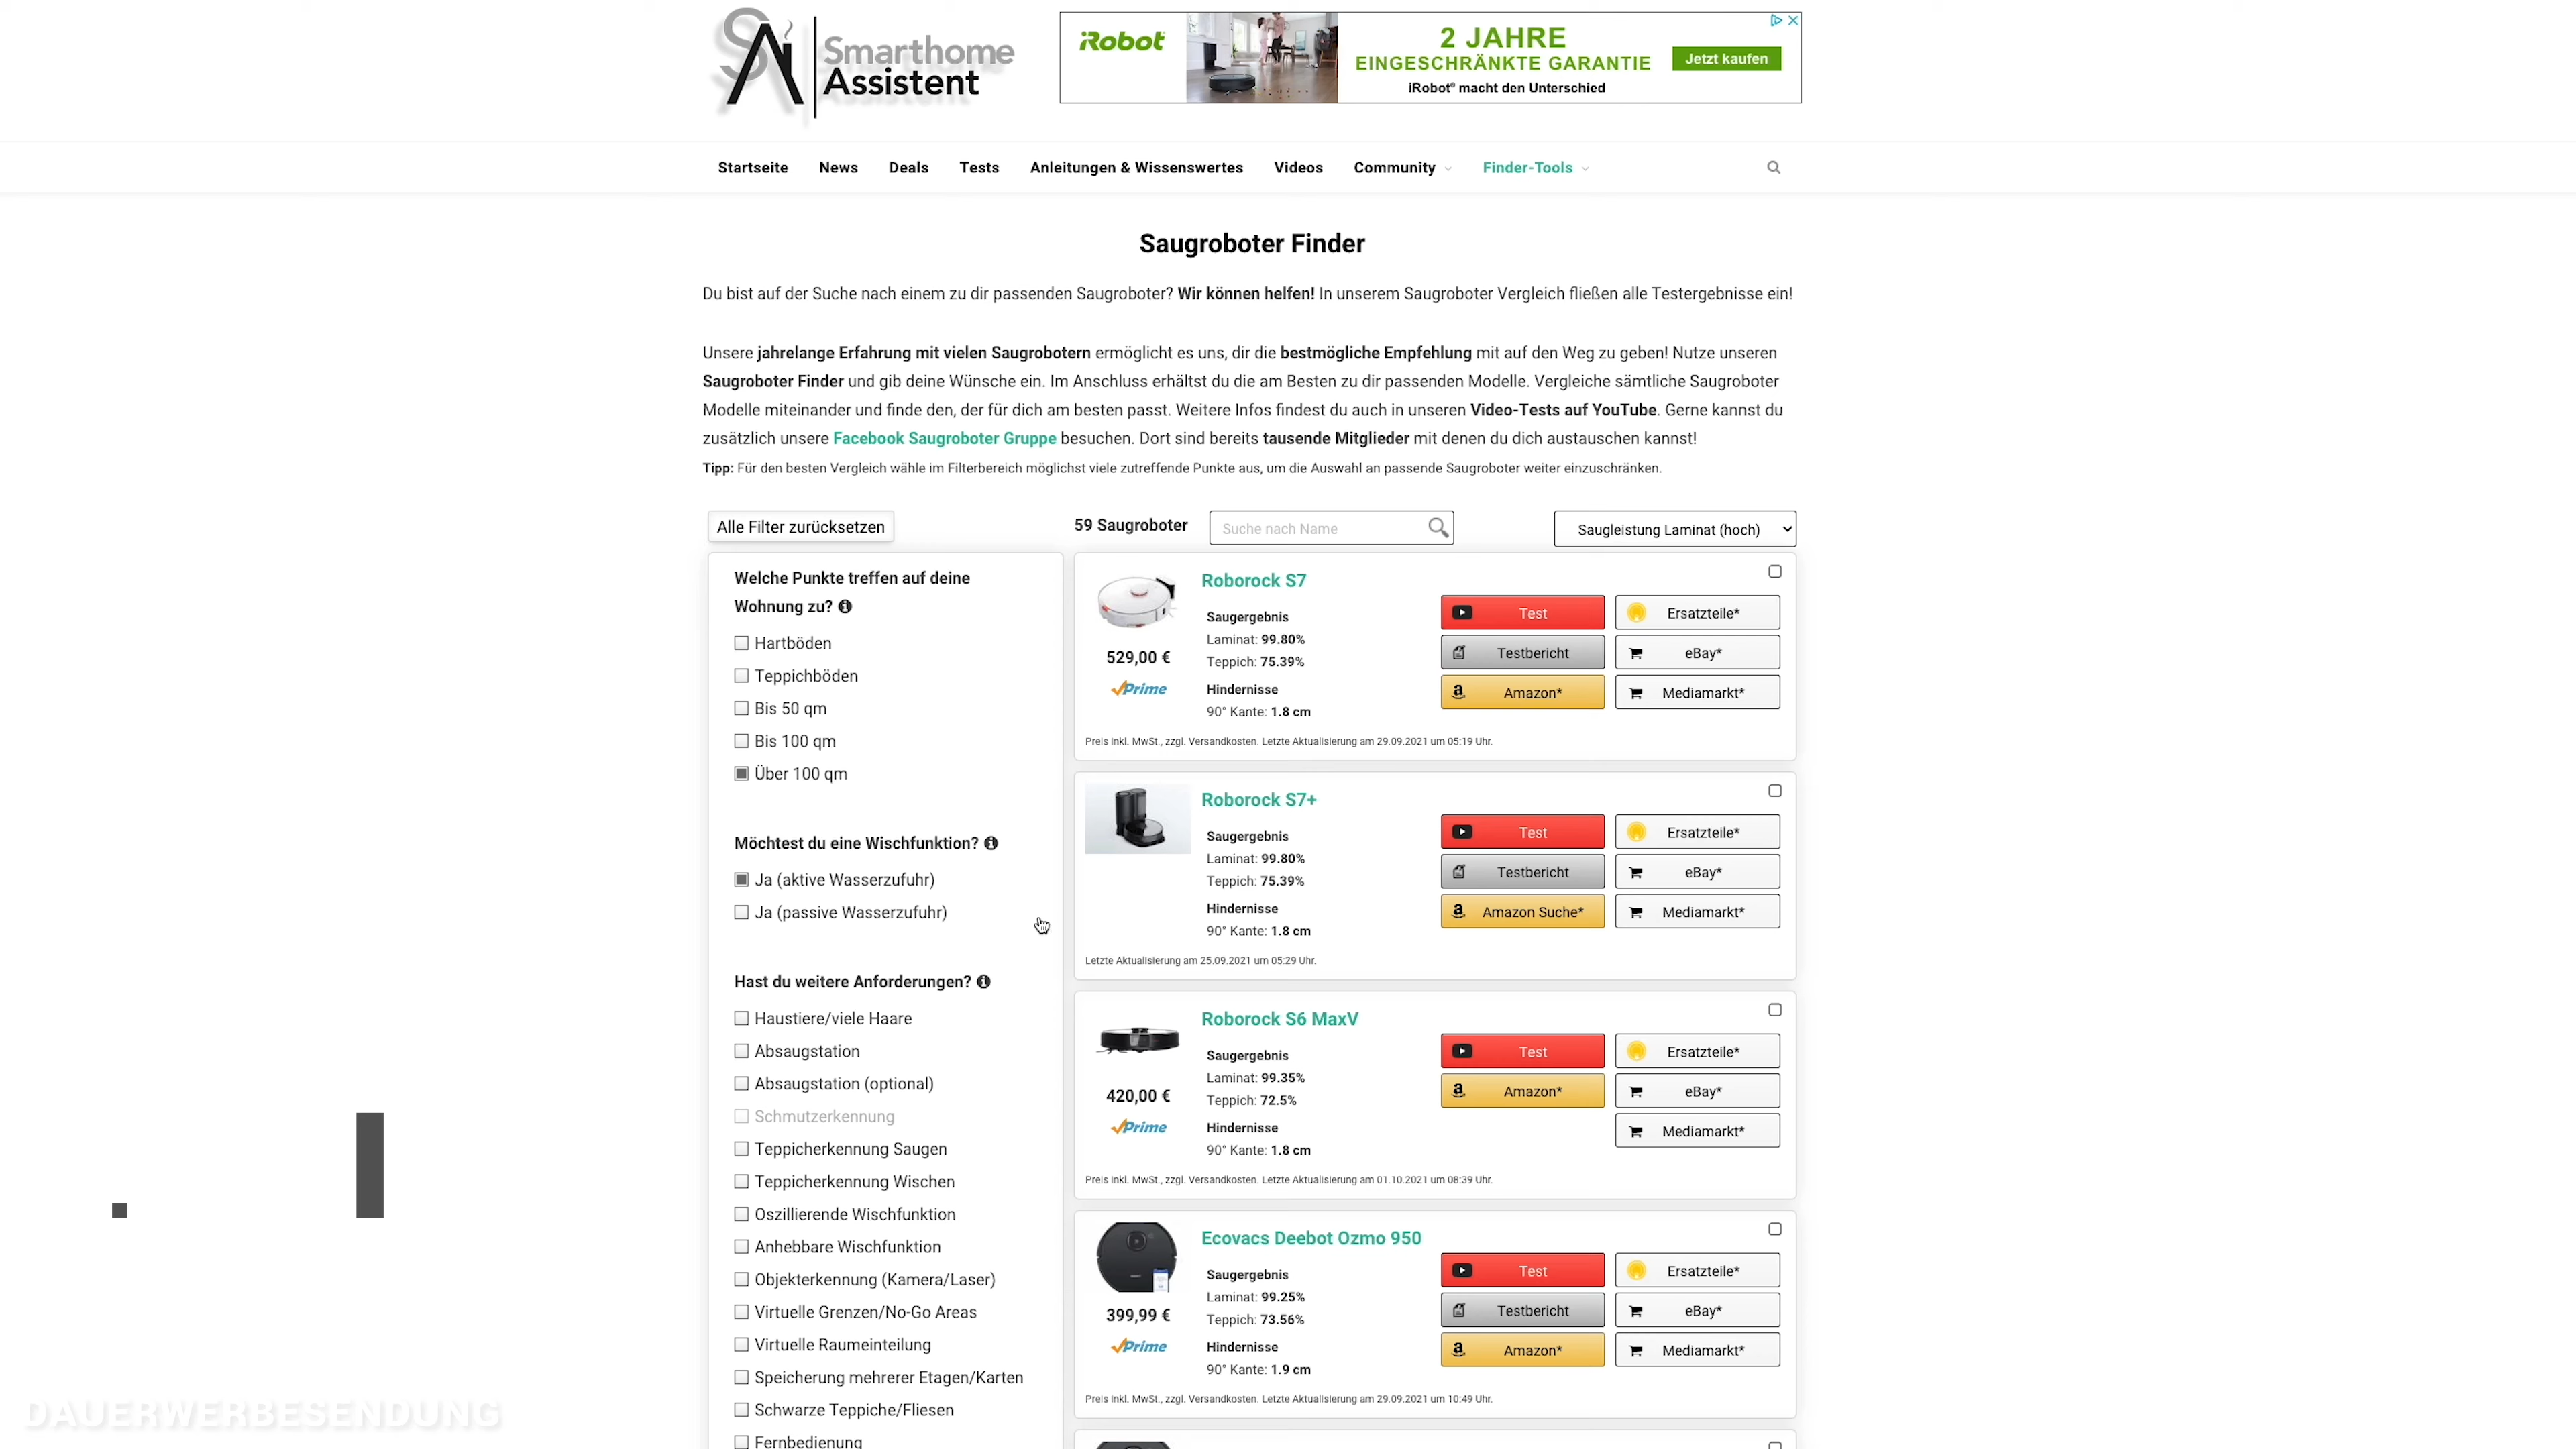 SA Smarthome
Assistent
iRobot
2 JAHRE
EINGESCHRÄNKTE GARANTIE
iRobot® macht den Unterschied
Jetzt kaufen
Startseite News Deals Tests Anleitungen & Wissenswertes Videos Community Finder-Tools
Saugroboter Finder
Du bist auf der Suche nach einem zu dir passenden Saugroboter? Wir können helfen! In unserem Saugroboter Vergleich fließen alle Testergebnisse ein!
Unsere jahrelange Erfahrung mit vielen Saugrobotern ermöglicht es uns, dir die bestmögliche Empfehlung mit auf den Weg zu geben! Nutze unseren
Saugroboter Finder und gib deine Wünsche ein. Im Anschluss erhältst du die am Besten zu dir passenden Modelle. Vergleiche sämtliche Saugroboter
Modelle miteinander und finde den, der für dich am besten passt. Weitere Infos findest du auch in unseren Video-Tests auf YouTube. Gerne kannst du
zusätzlich unsere Facebook Saugroboter Gruppe besuchen. Dort sind bereits tausende Mitglieder mit denen du dich austauschen kannst!
Tipp: Für den besten Vergleich wähle im Filterbereich möglichst viele zutreffende Punkte aus, um die Auswahl an passende Saugroboter weiter einzuschränken.
Alle Filter zurücksetzen
59 Saugroboter
Suche nach Name
Saugleistung Laminat (hoch)
Welche Punkte treffen auf deine
Wohnung zu?
Hartböden
Teppichböden
Bis 50 qm
Bis 100 qm
Über 100 qm
Möchtest du eine Wischfunktion?
Ja (aktive Wasserzufuhr)
Ja (passive Wasserzufuhr)
Hast du weitere Anforderungen?
Haustiere/viele Haare
Absaugstation
Absaugstation (optional)
Schmutzerkennung
Teppicherkennung Saugen
Teppicherkennung Wischen
Oszillierende Wischfunktion
Anhebbare Wischfunktion
Objekterkennung (Kamera/Laser)
Virtuelle Grenzen/No-Go Areas
Virtuelle Raumeinteilung
Speicherung mehrerer Etagen/Karten
Schwarze Teppiche/Fliesen
Fernbedienung
Roborock S7
529,00 €
Prime
Saugergebnis
Laminat: 99.80%
Teppich: 75.39%
Hindernisse
90° Kante: 1.8 cm
Test
Testbericht
Amazon*
Ersatzteile*
eBay*
Mediamarkt*
Preis inkl. MwSt., zzgl. Versandkosten. Letzte Aktualisierung am 29.09.2021 um 05:19 Uhr.
Roborock S7+
Saugergebnis
Laminat: 99.80%
Teppich: 75.39%
Hindernisse
90° Kante: 1.8 cm
Test
Testbericht
Amazon Suche*
Ersatzteile*
eBay*
Mediamarkt*
Letzte Aktualisierung am 25.09.2021 um 05:29 Uhr.
Roborock S6 MaxV
420,00 €
Prime
Saugergebnis
Laminat: 99.35%
Teppich: 72.5%
Hindernisse
90° Kante: 1.8 cm
Test
Amazon*
Ersatzteile*
eBay*
Mediamarkt*
Preis inkl. MwSt., zzgl. Versandkosten. Letzte Aktualisierung am 01.10.2021 um 08:39 Uhr.
Ecovacs Deebot Ozmo 950
399,99 €
Prime
Saugergebnis
Laminat: 99.25%
Teppich: 73.56%
Hindernisse
90° Kante: 1.9 cm
Test
Testbericht
Amazon*
Ersatzteile*
eBay*
Mediamarkt*
Preis inkl. MwSt., zzgl. Versandkosten. Letzte Aktualisierung am 29.09.2021 um 10:49 Uhr.
DAUERWERBESENDUNG